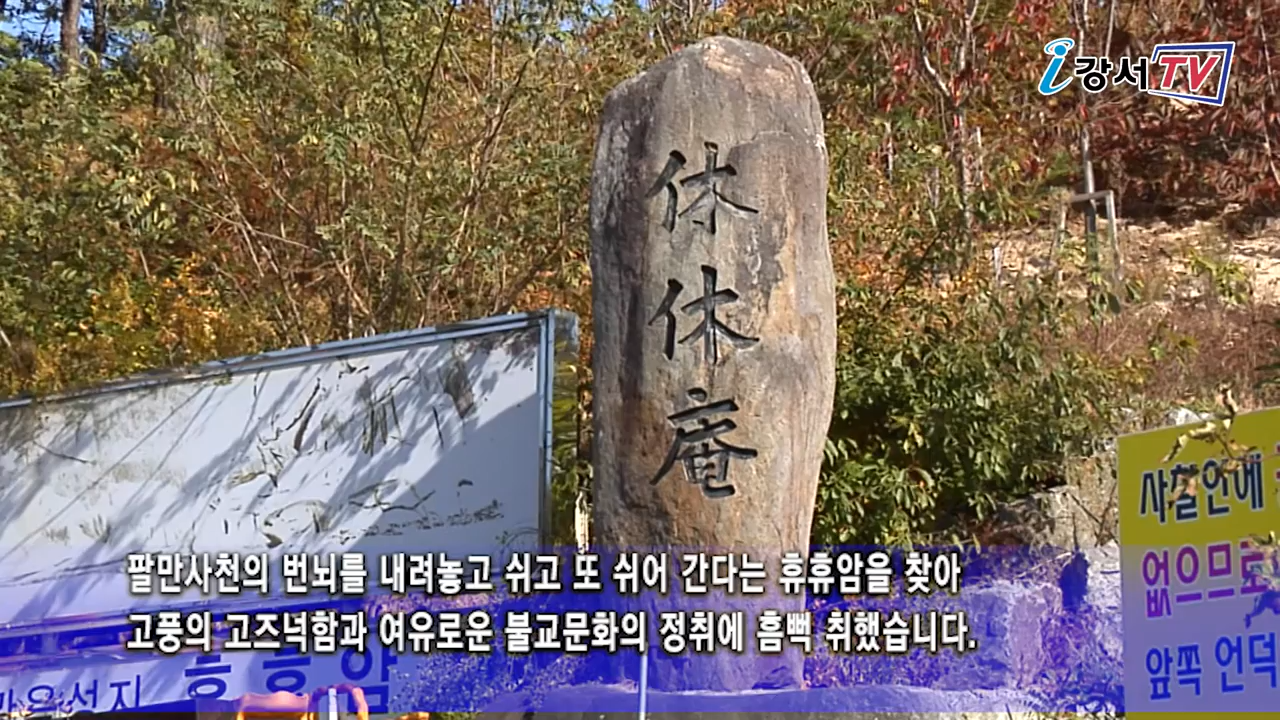 i강서TV
休
休
庵
사찰안에
없으므로
앞쪽 언덕
팔만사천의 번뇌를 내려놓고 쉬고 또 쉬어 간다는 휴휴암을 찾아
고풍의 고즈넉함과 여유로운 불교문화의 정취에 흠뻑 취했습니다.
휴휴암